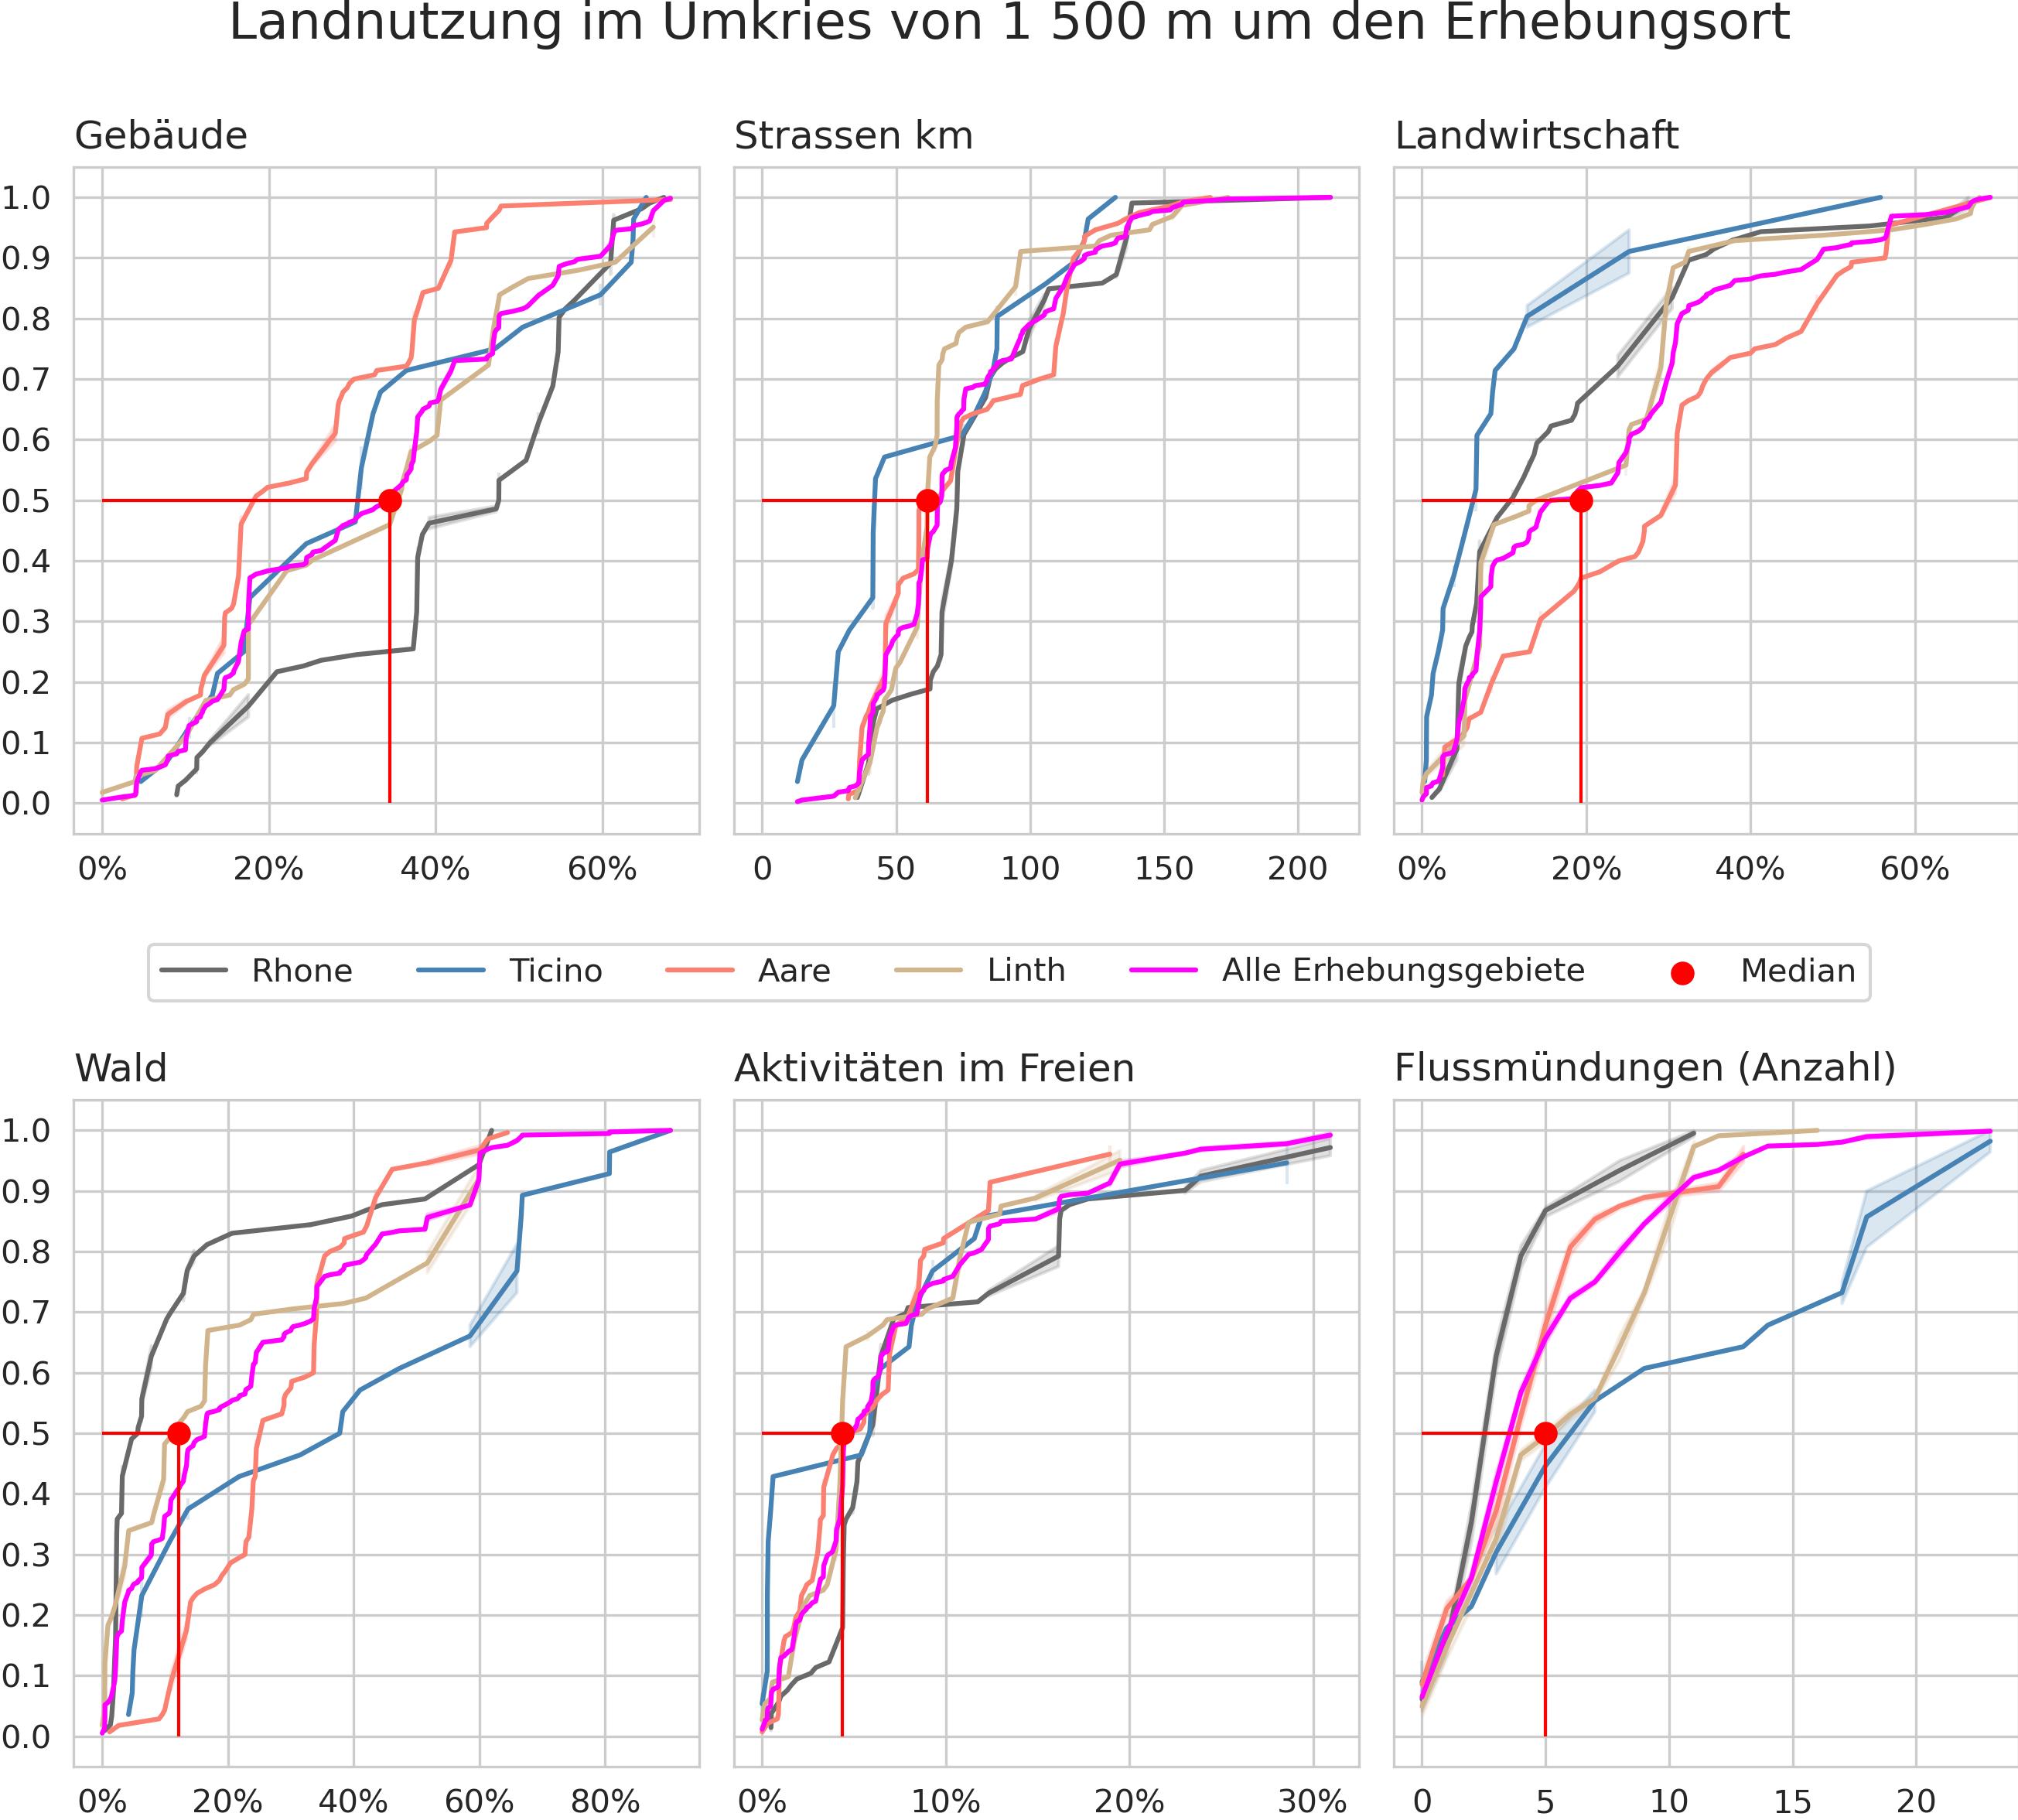 Landnutzung im Umkries von 1 500 m um den Erhebungsort
Gebäude
Strassen km
Landwirtschaft
1.0
0.9
0.8
0.7
0.6
0.5
0.4
0.3
0.2
0.1
0.0
0% 20% 40% 60%
0 50 100 150 200
0% 20% 40% 60%
Rhone Ticino Aare Linth Alle Erhebungsgebiete Median
Wald
Aktivitäten im Freien
Flussmündungen (Anzahl)
1.0
0.9
0.8
0.7
0.6
0.5
0.4
0.3
0.2
0.1
0.0
0% 20% 40% 60% 80%
0% 10% 20% 30%
0 5 10 15 20